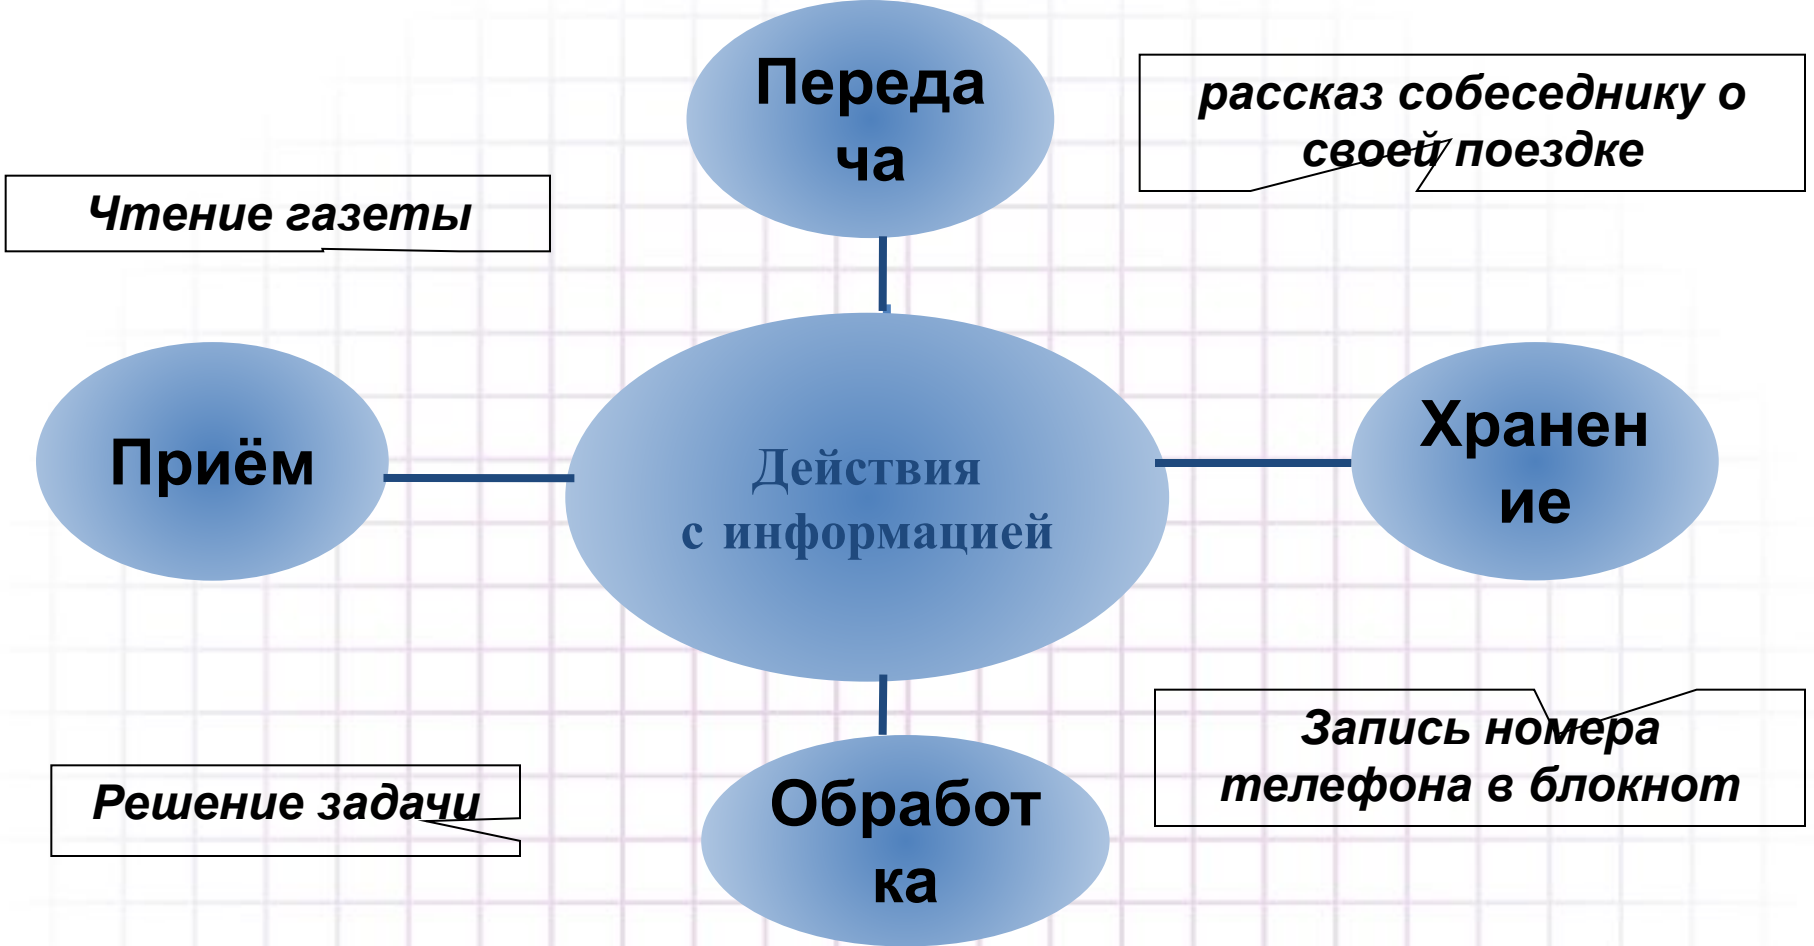 Переда
ча
рассказ собеседнику о
своей поездке
Чтение газеты
Приём
Действия
с информацией
Хранен
ие
Решение задачи
Обработ
ка
Запись номера
телефона в блокнот